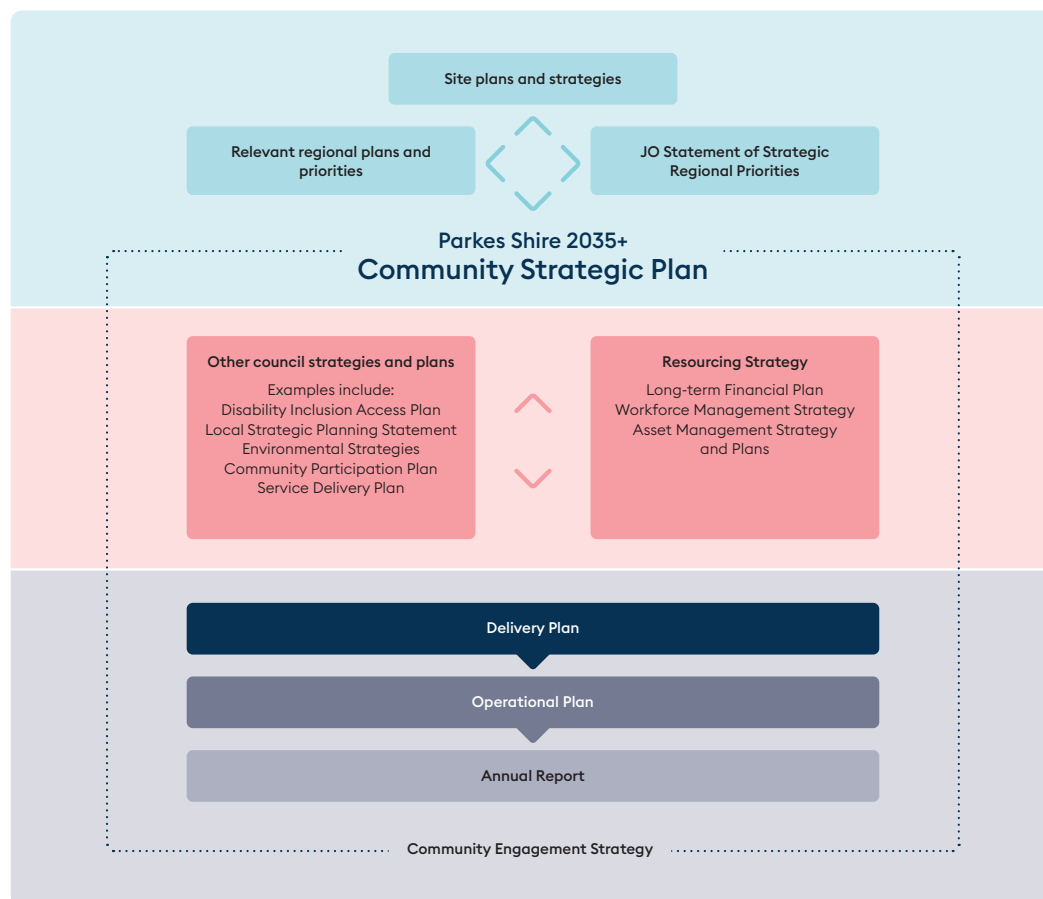 Site plans and strategies
Relevant regional plans and
priorities
JO Statement of Strategic
Regional Priorities
Parkes Shire 2035+
Community Strategic Plan
Other council strategies and plans
Examples include:
Disability Inclusion Access Plan
Local Strategic Planning Statement
Environmental Strategies
Community Participation Plan
Service Delivery Plan
Resourcing Strategy
Long-term Financial Plan
Workforce Management Strategy
Asset Management Strategy
and Plans
Delivery Plan
Operational Plan
Annual Report
Community Engagement Strategy